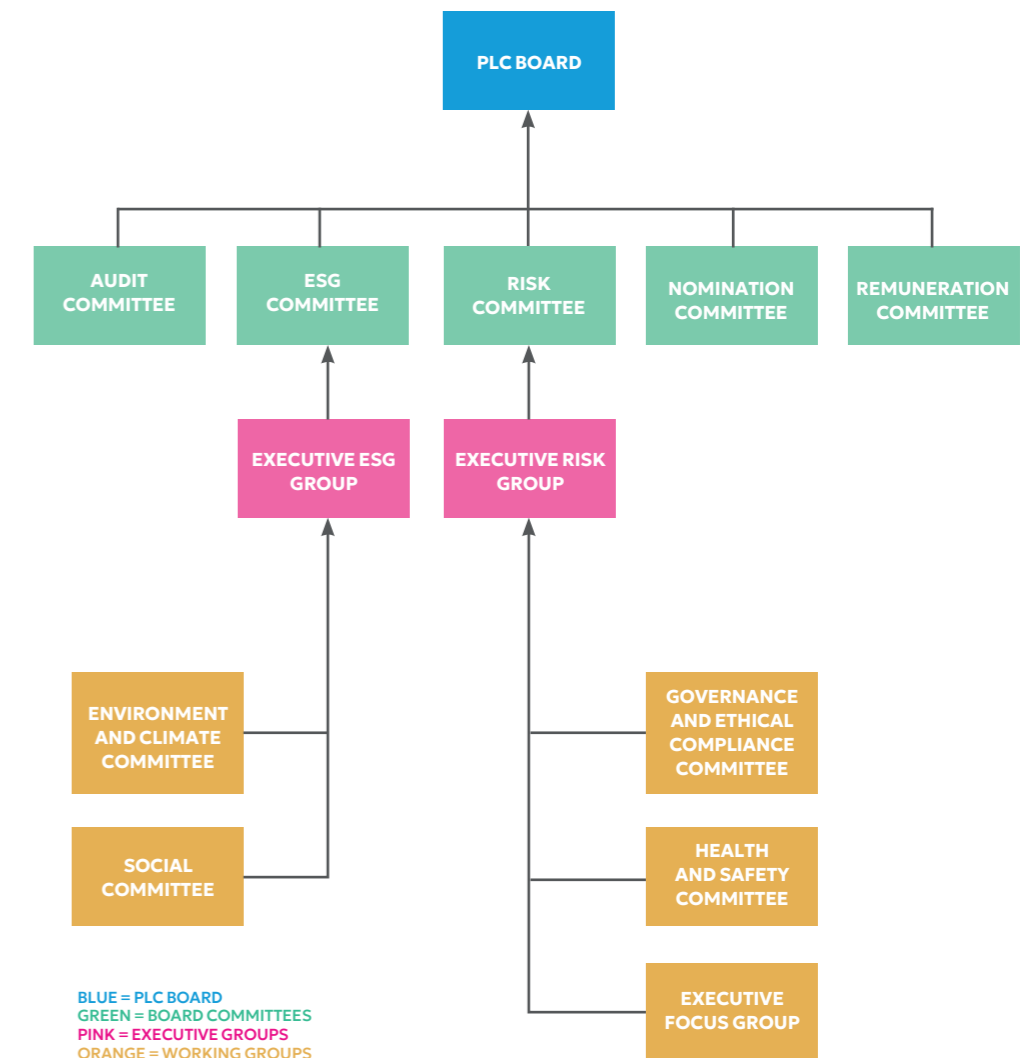 PLC BOARD
AUDIT
COMMITTEE
ESG
COMMITTEE
RISK
COMMITTEE
NOMINATION
COMMITTEE
REMUNERATION
COMMITTEE
EXECUTIVE ESG
GROUP
EXECUTIVE RISK
GROUP
ENVIRONMENT
AND CLIMATE
COMMITTEE
GOVERNANCE
AND ETHICAL
COMPLIANCE
COMMITTEE
SOCIAL
COMMITTEE
HEALTH
AND SAFETY
COMMITTEE
EXECUTIVE
FOCUS GROUP
BLUE = PLC BOARD
GREEN = BOARD COMMITTEES
PINK = EXECUTIVE GROUPS
ORANGE = WORKING GROUPS